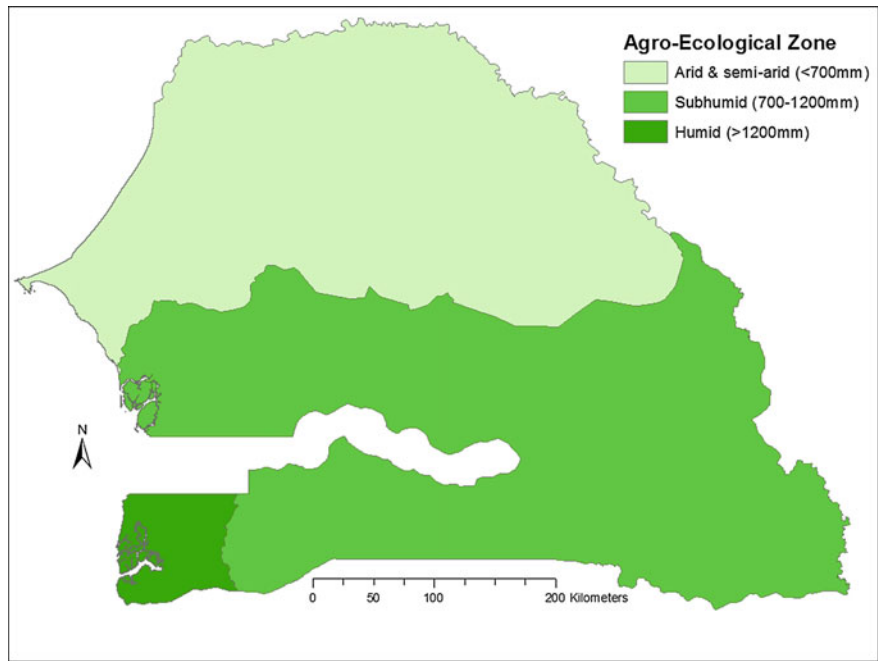 Agro-Ecological Zone
Arid & semi-arid (<700mm)
Subhumid (700-1200mm)
Humid (>1200mm)
N
0 50 100 200 Kilometers